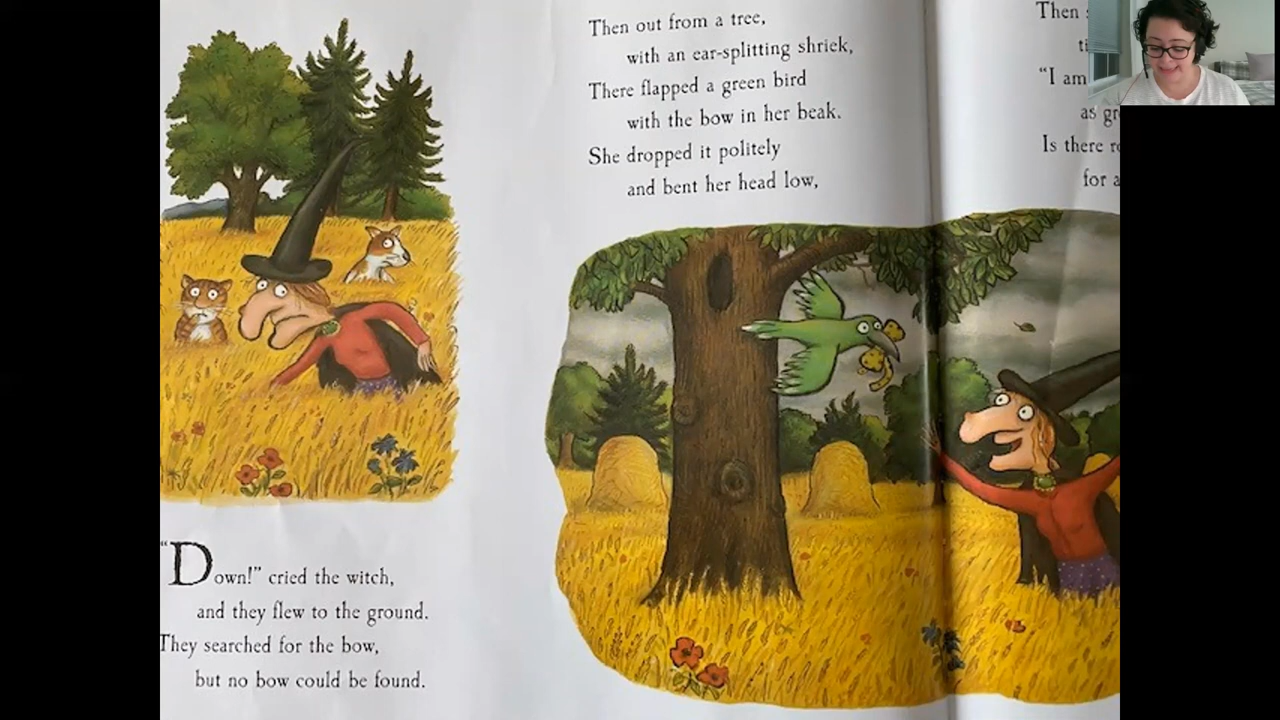 "Down!" cried the witch,
and they flew to the ground.
They searched for the bow,
but no bow could be found.
Then out from a tree,
with an ear-splitting shriek,
There flapped a green bird
with the bow in her beak.
She dropped it politely
and bent her head low,
Then
"I am
Is there
for a